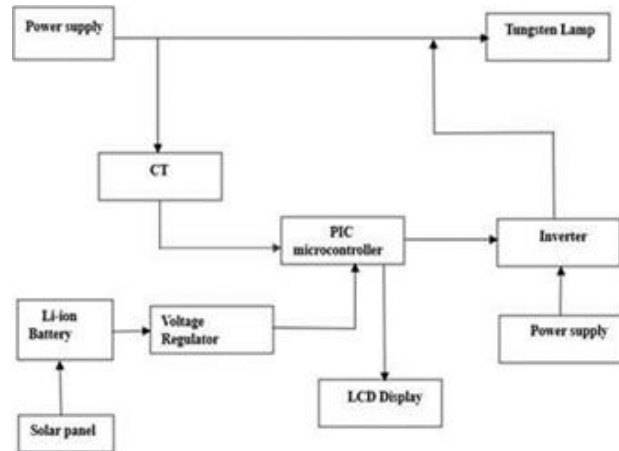 Power supply
Tungsten Lamp
CT
PIC
microcontroller
Inverter
Li-ion
Battery
Voltage
Regulator
Power supply
LCD Display
Solar panel